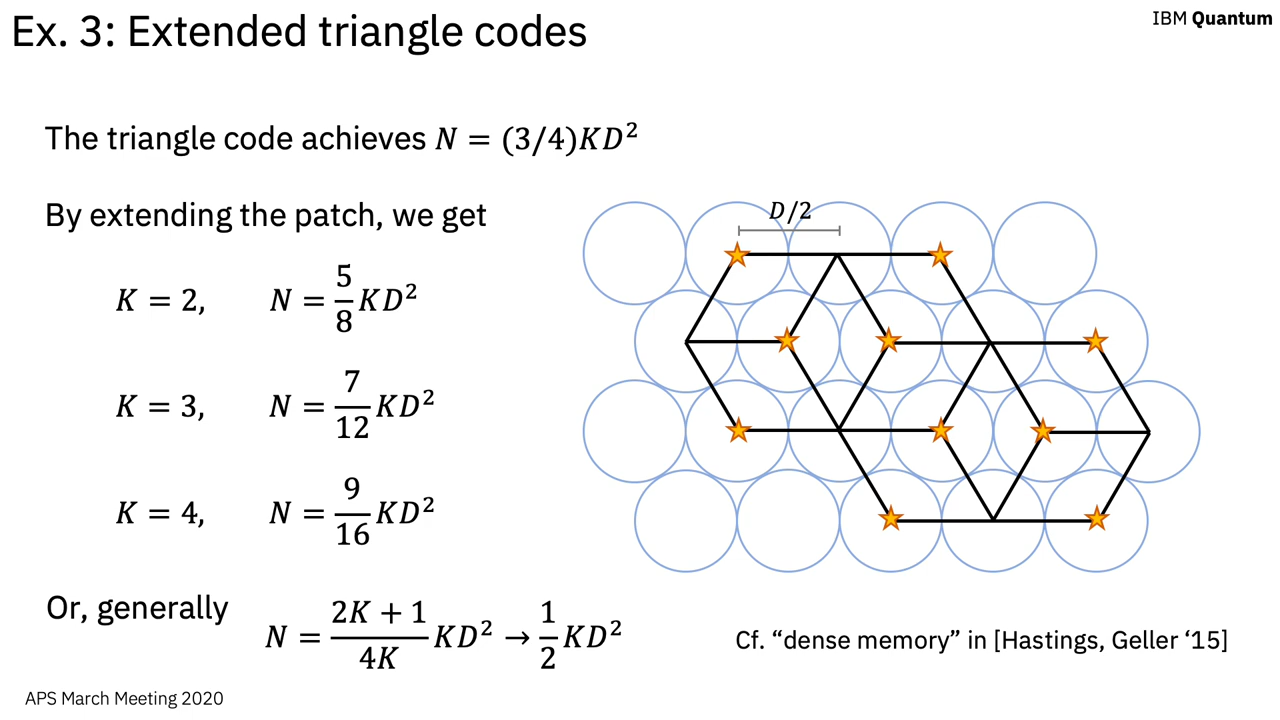 Ex. 3: Extended triangle codes
IBM Quantum
The triangle code achieves N = (3/4)KD²
By extending the patch, we get
K = 2, N = 5/8 KD²
K = 3, N = 7/12 KD²
K = 4, N = 9/16 KD²
Or, generally N = (2K + 1)/4K KD² → 1/2 KD²
D/2
Cf. “dense memory” in [Hastings, Geller ‘15]
APS March Meeting 2020